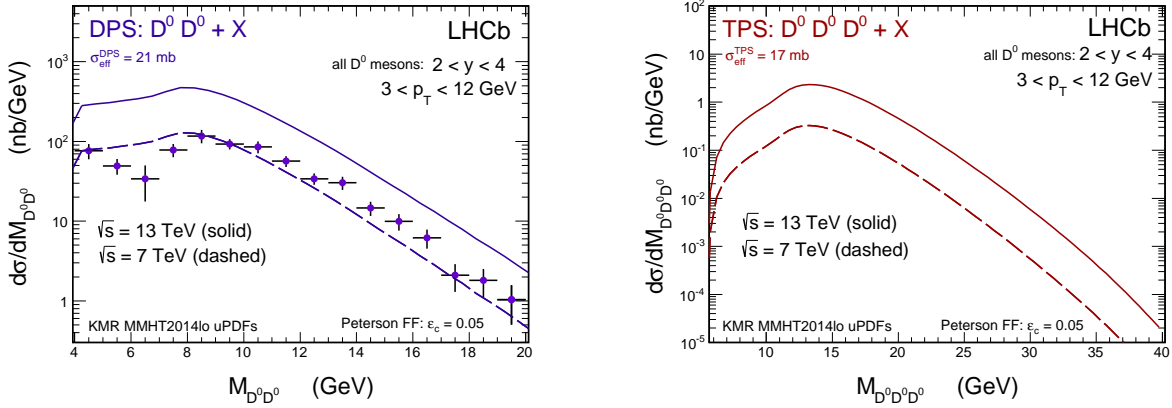 DPS: D⁰ D⁰ + X
LHCb
σ_eff^DPS = 21 mb
all D⁰ mesons: 2 < y < 4
3 < p_T < 12 GeV
dσ/dM_D⁰D⁰ (nb/GeV)
10³
10²
10
1
√s = 13 TeV (solid)
√s = 7 TeV (dashed)
KMR MMHT2014lo uPDFs
Peterson FF: ε_c = 0.05
4 6 8 10 12 14 16 18 20
M_D⁰D⁰ (GeV)
TPS: D⁰ D⁰ D⁰ + X
LHCb
σ_eff^TPS = 17 mb
all D⁰ mesons: 2 < y < 4
3 < p_T < 12 GeV
dσ/dM_D⁰D⁰D⁰ (nb/GeV)
10²
10
1
10⁻¹
10⁻²
10⁻³
10⁻⁴
10⁻⁵
√s = 13 TeV (solid)
√s = 7 TeV (dashed)
KMR MMHT2014lo uPDFs
Peterson FF: ε_c = 0.05
10 15 20 25 30 35 40
M_D⁰D⁰D⁰ (GeV)